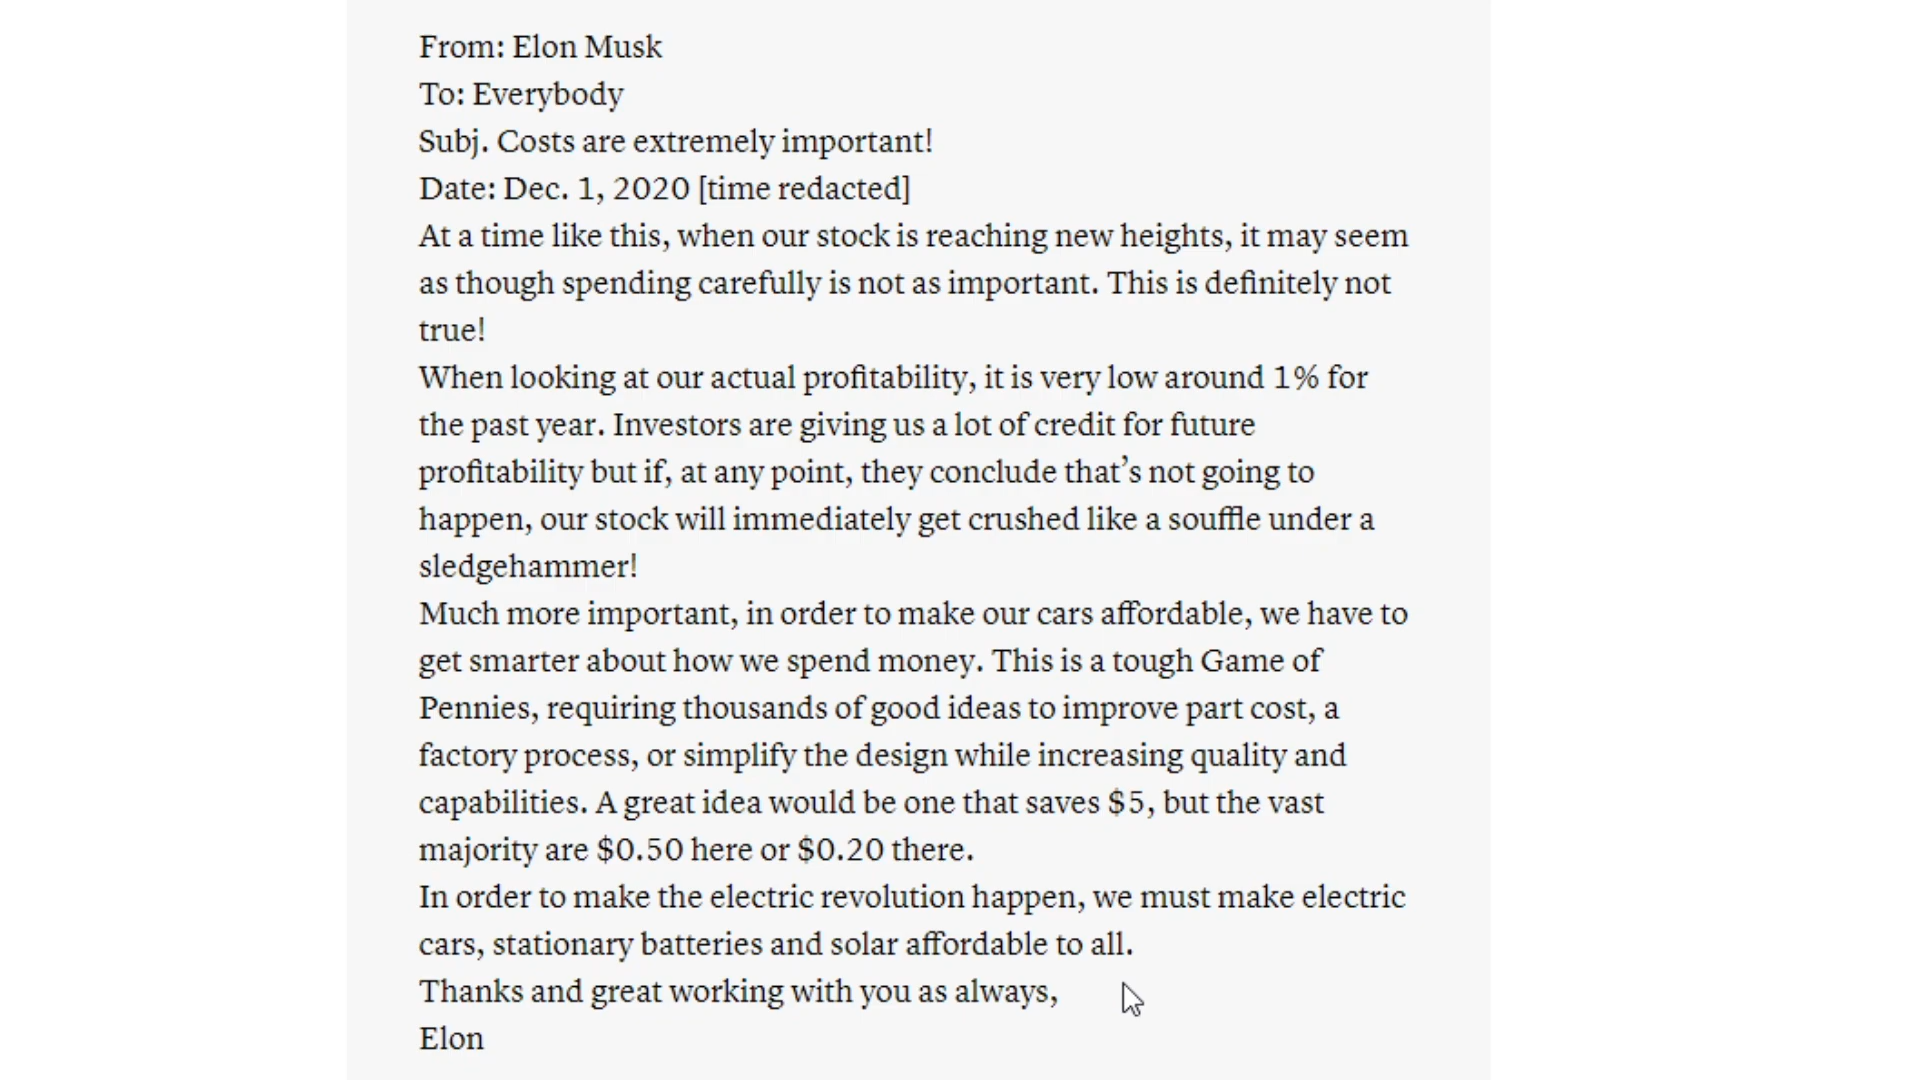 From: Elon Musk
To: Everybody
Subj. Costs are extremely important!
Date: Dec. 1, 2020 [time redacted]
At a time like this, when our stock is reaching new heights, it may seem
as though spending carefully is not as important. This is definitely not
true!
When looking at our actual profitability, it is very low around 1% for
the past year. Investors are giving us a lot of credit for future
profitability but if, at any point, they conclude that’s not going to
happen, our stock will immediately get crushed like a souffle under a
sledgehammer!
Much more important, in order to make our cars affordable, we have to
get smarter about how we spend money. This is a tough Game of
Pennies, requiring thousands of good ideas to improve part cost, a
factory process, or simplify the design while increasing quality and
capabilities. A great idea would be one that saves $5, but the vast
majority are $0.50 here or $0.20 there.
In order to make the electric revolution happen, we must make electric
cars, stationary batteries and solar affordable to all.
Thanks and great working with you as always,
Elon